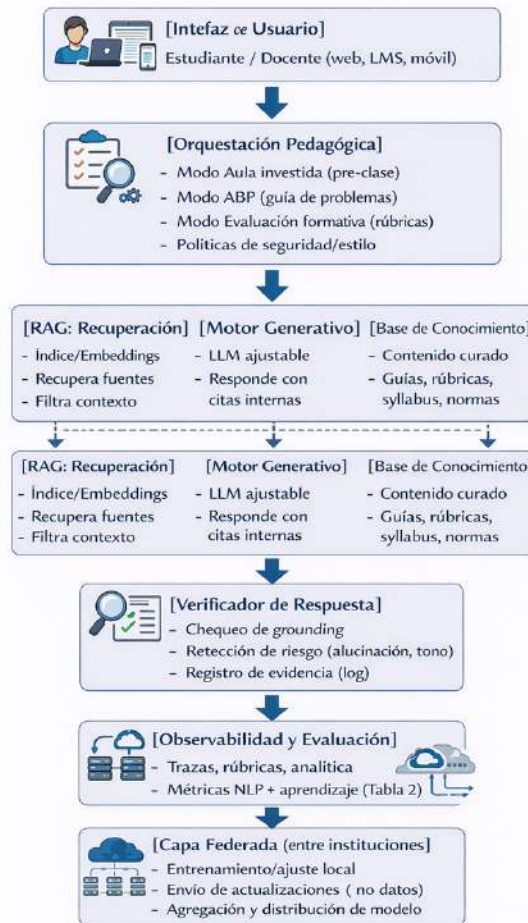 [Intefaz de Usuario]
Estudiante / Docente (web, LMS, móvil)
[Orquestación Pedagógica]
- Modo Aula investida (pre-clase)
- Modo ABP (guía de problemas)
- Modo Evaluación formativa (rúbricas)
- Politicas de seguridad/estilo
[RAG: Recuperación] [Motor Generativo] [Base de Conocimiento]
- Índice/Embeddings - LLM ajustable - Contenido curado
- Recupera fuentes - Responde con - Guías, rúbricas,
- Filtra contexto citas internas syllabus, normas
[RAG: Recuperación] [Motor Generativo] [Base de Conocimiento]
- Índice/Embeddings - LLM ajustable - Contenido curado
- Recupera fuentes - Responde con - Guías, rúbricas,
- Filtra contexto citas internas syllabus, normas
[Verificador de Respuesta]
- Chequeo de grounding
- Retección de riesgo (alucinación, tono)
- Registro de evidencia (log)
[Observabilidad y Evaluación]
- Trazas, rúbricas, analitica
- Métricas NLP + aprendizaje (Tabla 2)
[Capa Federada (entre instituciones]
- Entrenamiento/ajuste local
- Envío de actualizaciones ( no datos)
- Agregación y distribución de modelo